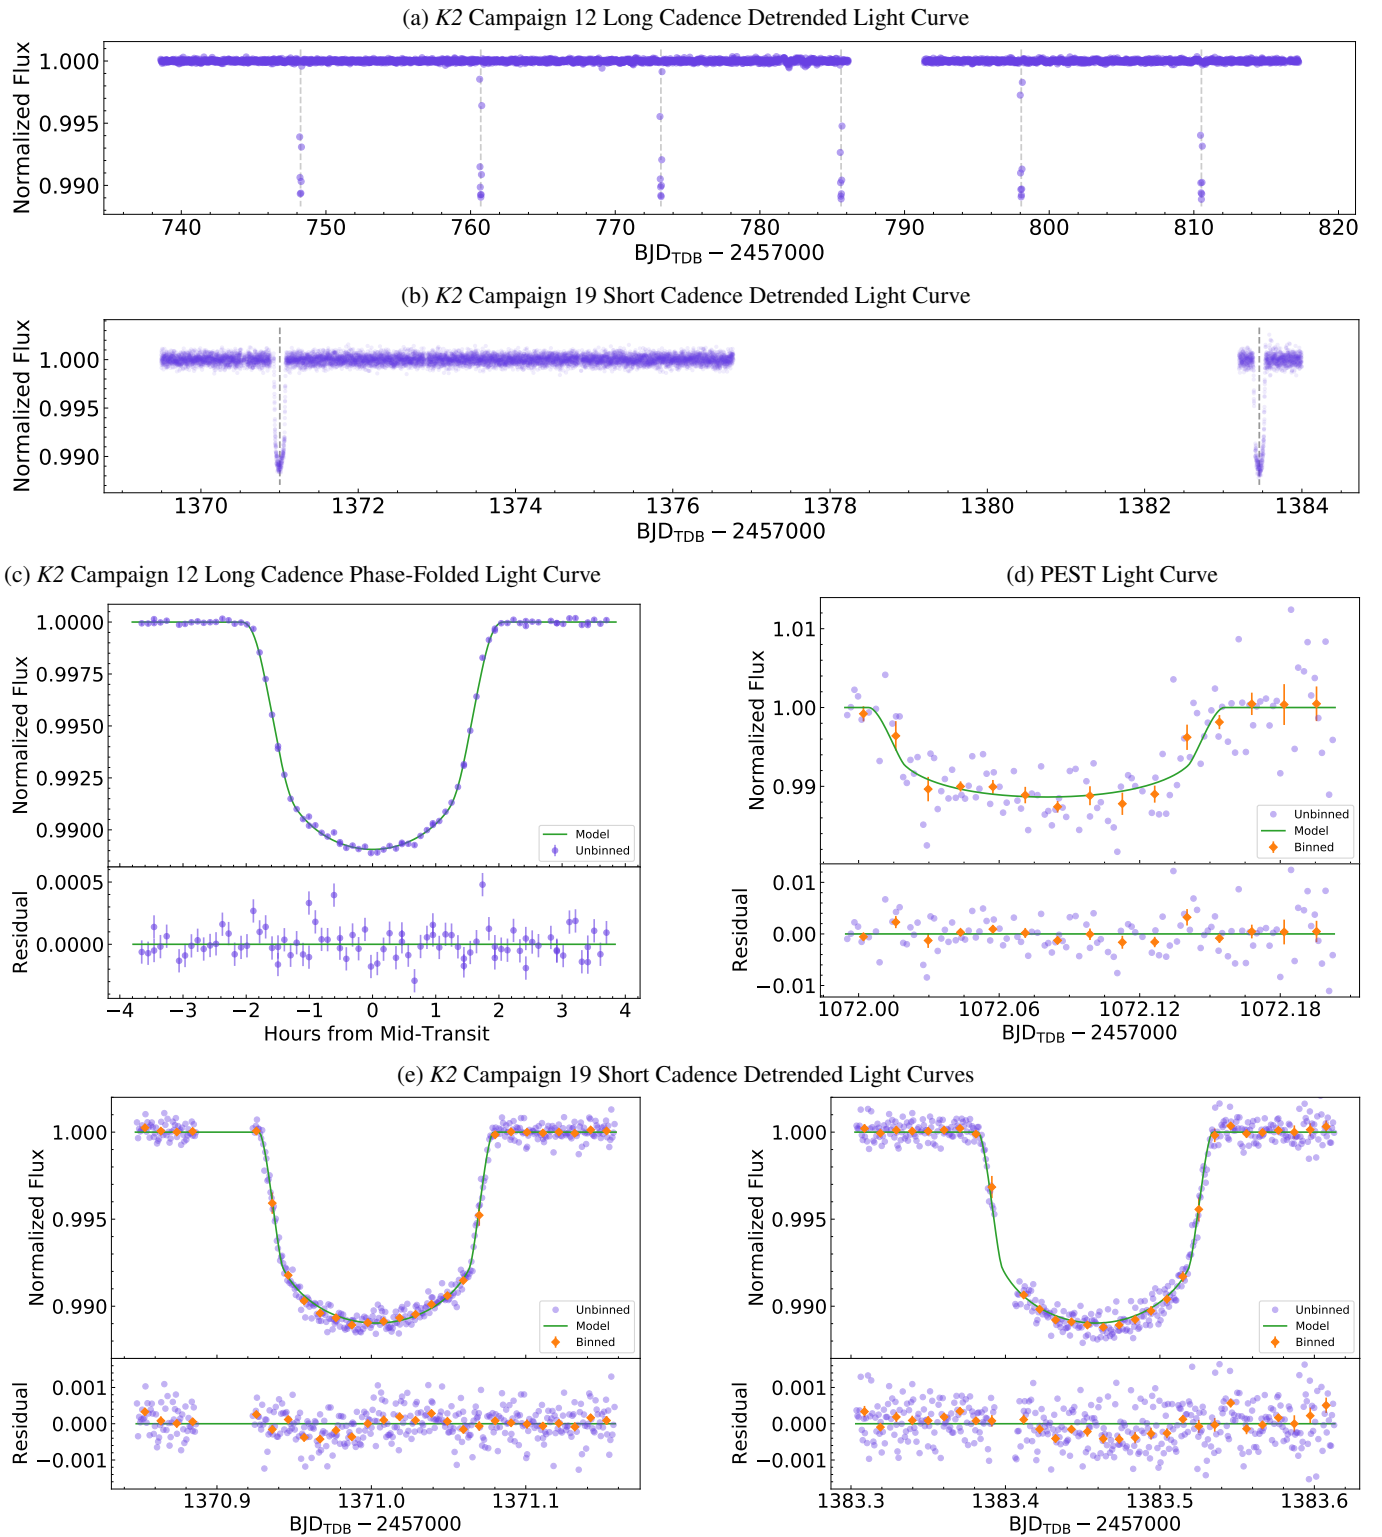 (a) K2 Campaign 12 Long Cadence Detrended Light Curve
Normalized Flux
1.000
0.995
0.990
740 750 760 770 780 790 800 810 820
BJD_TDB − 2457000
(b) K2 Campaign 19 Short Cadence Detrended Light Curve
Normalized Flux
1.000
0.995
0.990
1370 1372 1374 1376 1378 1380 1382 1384
BJD_TDB − 2457000
(c) K2 Campaign 12 Long Cadence Phase-Folded Light Curve
Normalized Flux
1.0000
0.9975
0.9950
0.9925
0.9900
Model
Unbinned
Residual
0.0005
0.0000
−4 −3 −2 −1 0 1 2 3 4
Hours from Mid-Transit
(d) PEST Light Curve
Normalized Flux
1.01
1.00
0.99
Unbinned
Model
Binned
Residual
0.01
0.00
−0.01
1072.00 1072.06 1072.12 1072.18
BJD_TDB − 2457000
(e) K2 Campaign 19 Short Cadence Detrended Light Curves
Normalized Flux
1.000
0.995
0.990
Unbinned
Model
Binned
Residual
0.001
0.000
−0.001
1370.9 1371.0 1371.1
BJD_TDB − 2457000
Normalized Flux
1.000
0.995
0.990
Unbinned
Model
Binned
Residual
0.001
0.000
−0.001
1383.3 1383.4 1383.5 1383.6
BJD_TDB − 2457000